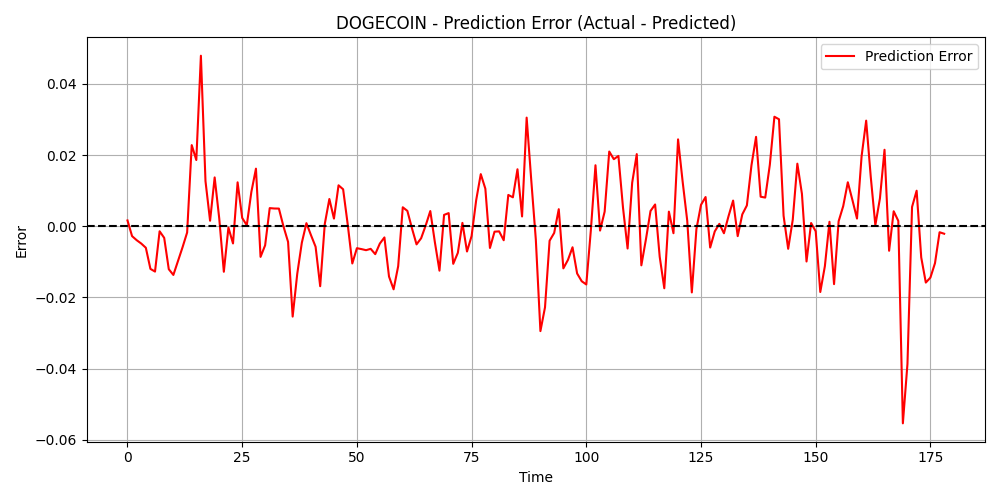 DOGECOIN - Prediction Error (Actual - Predicted)
Prediction Error
Error
0.04
0.02
0.00
−0.02
−0.04
−0.06
0 25 50 75 100 125 150 175
Time